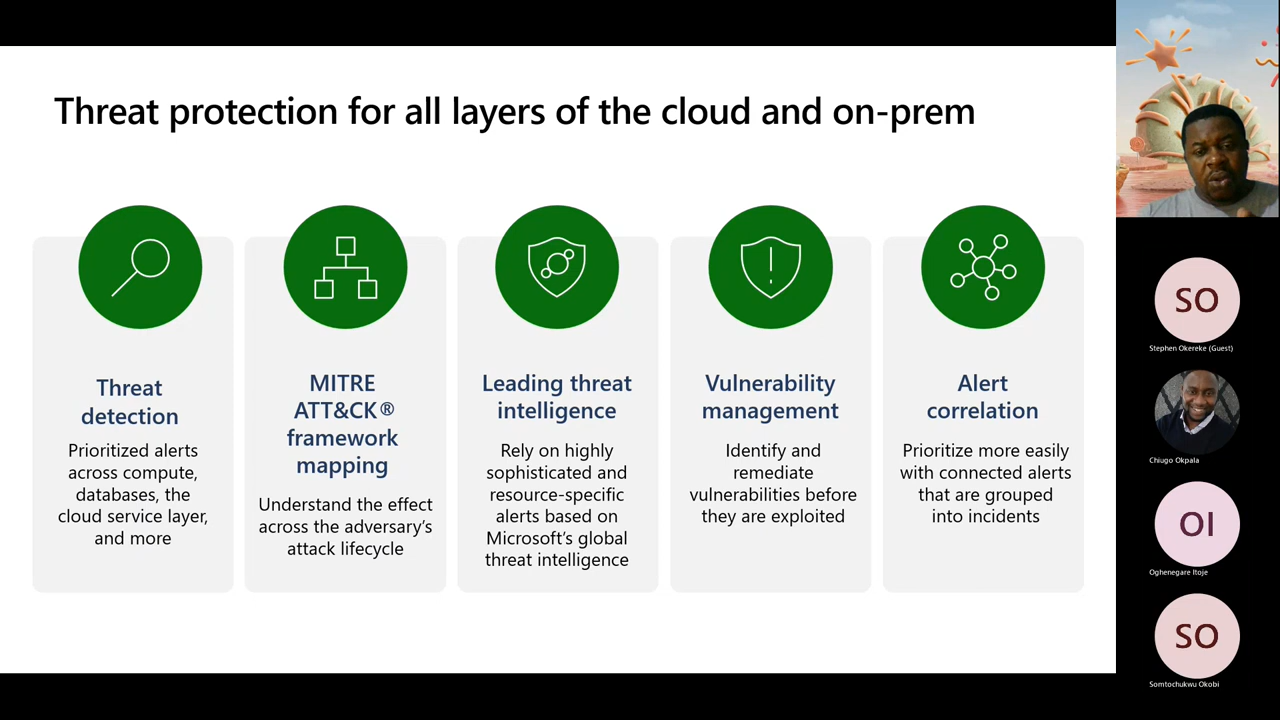 Threat protection for all layers of the cloud and on-prem
Threat
detection
Prioritized alerts
across compute,
databases, the
cloud service layer,
and more
MITRE
ATT&CK®
framework
mapping
Understand the effect
across the adversary’s
attack lifecycle
Leading threat
intelligence
Rely on highly
sophisticated and
resource-specific
alerts based on
Microsoft’s global
threat intelligence
Vulnerability
management
Identify and
remediate
vulnerabilities before
they are exploited
Alert
correlation
Prioritize more easily
with connected alerts
that are grouped
into incidents
SO
Stephen Okereke (Guest)
Chiugo Okpala
OI
Oghenegare Itoje
SO
Somtochukwu Okobi